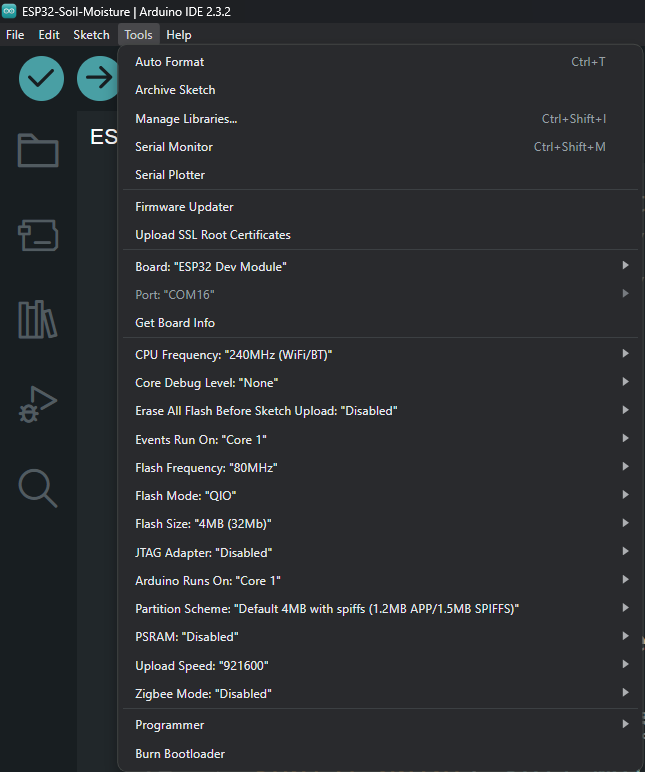 ESP32-Soil-Moisture | Arduino IDE 2.3.2
File Edit Sketch Tools Help
Auto Format Ctrl+T
Archive Sketch
ES
Manage Libraries... Ctrl+Shift+I
Serial Monitor Ctrl+Shift+M
Serial Plotter
Firmware Updater
Upload SSL Root Certificates
Board: "ESP32 Dev Module"
Port: "COM16"
Get Board Info
CPU Frequency: "240MHz (WiFi/BT)"
Core Debug Level: "None"
Erase All Flash Before Sketch Upload: "Disabled"
Events Run On: "Core 1"
Flash Frequency: "80MHz"
Flash Mode: "QIO"
Flash Size: "4MB (32Mb)"
JTAG Adapter: "Disabled"
Arduino Runs On: "Core 1"
Partition Scheme: "Default 4MB with spiffs (1.2MB APP/1.5MB SPIFFS)"
PSRAM: "Disabled"
Upload Speed: "921600"
Zigbee Mode: "Disabled"
Programmer
Burn Bootloader